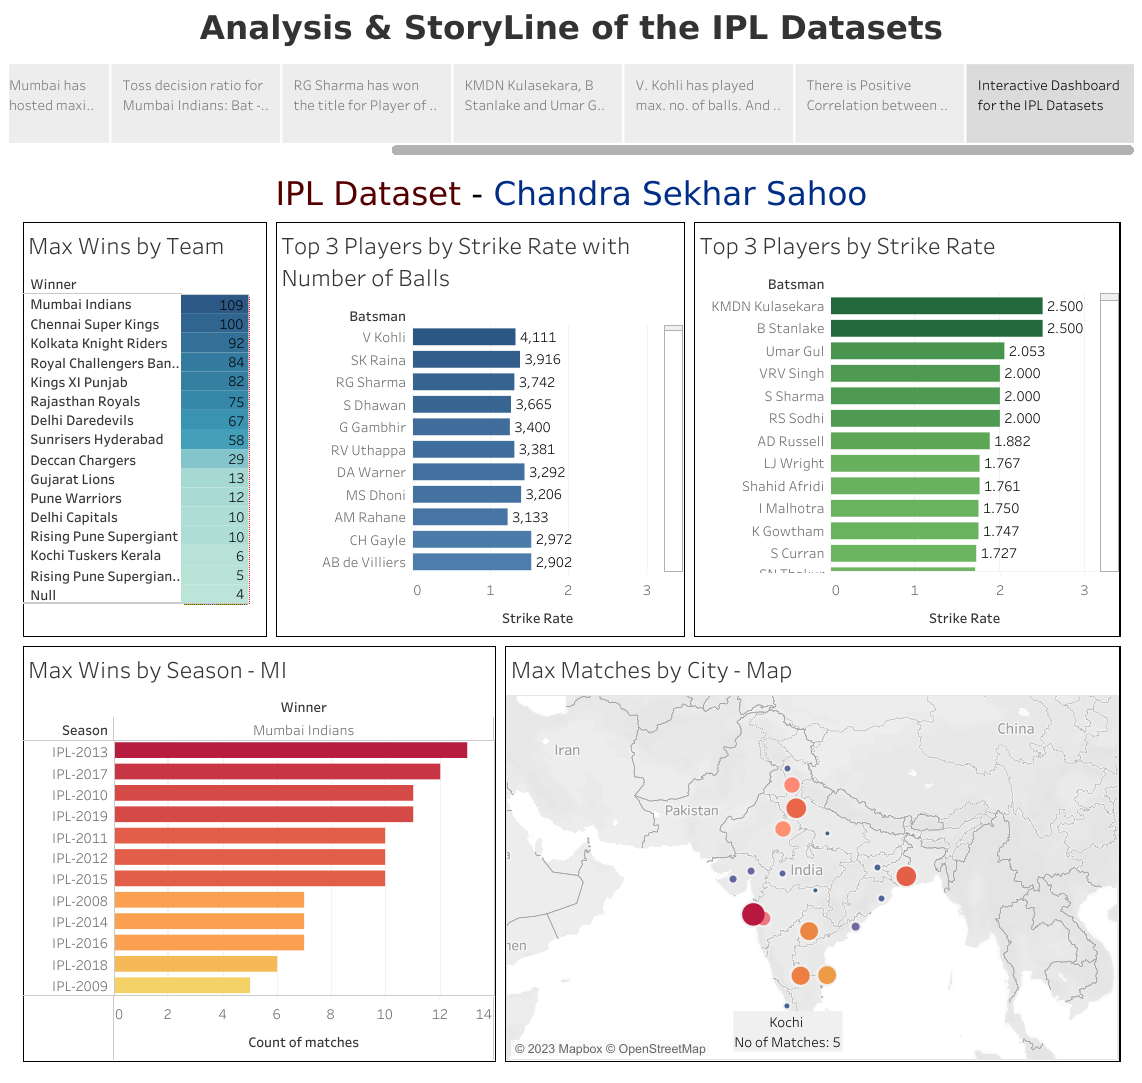 Analysis & StoryLine of the IPL Datasets
Mumbai has
hosted maxi..
Toss decision ratio for
Mumbai Indians: Bat -..
RG Sharma has won
the title for Player of ..
KMDN Kulasekara, B
Stanlake and Umar G..
V. Kohli has played
max. no. of balls. And ..
There is Positive
Correlation between ..
Interactive Dashboard
for the IPL Datasets
IPL Dataset - Chandra Sekhar Sahoo
Max Wins by Team
Winner
Mumbai Indians 109
Chennai Super Kings 100
Kolkata Knight Riders 92
Royal Challengers Ban.. 84
Kings XI Punjab 82
Rajasthan Royals 75
Delhi Daredevils 67
Sunrisers Hyderabad 58
Deccan Chargers 29
Gujarat Lions 13
Pune Warriors 12
Delhi Capitals 10
Rising Pune Supergiant 10
Kochi Tuskers Kerala 6
Rising Pune Supergian.. 5
Null 4
Top 3 Players by Strike Rate with
Number of Balls
Batsman
V Kohli 4,111
SK Raina 3,916
RG Sharma 3,742
S Dhawan 3,665
G Gambhir 3,400
RV Uthappa 3,381
DA Warner 3,292
MS Dhoni 3,206
AM Rahane 3,133
CH Gayle 2,972
AB de Villiers 2,902
0 1 2 3
Strike Rate
Top 3 Players by Strike Rate
Batsman
KMDN Kulasekara 2.500
B Stanlake 2.500
Umar Gul 2.053
VRV Singh 2.000
S Sharma 2.000
RS Sodhi 2.000
AD Russell 1.882
LJ Wright 1.767
Shahid Afridi 1.761
I Malhotra 1.750
K Gowtham 1.747
S Curran 1.727
0 1 2 3
Strike Rate
Max Wins by Season - MI
Winner
Season Mumbai Indians
IPL-2013
IPL-2017
IPL-2010
IPL-2019
IPL-2011
IPL-2012
IPL-2015
IPL-2008
IPL-2014
IPL-2016
IPL-2018
IPL-2009
0 2 4 6 8 10 12 14
Count of matches
Max Matches by City - Map
China
Iran
Pakistan
India
Kochi
No of Matches: 5
© 2023 Mapbox © OpenStreetMap